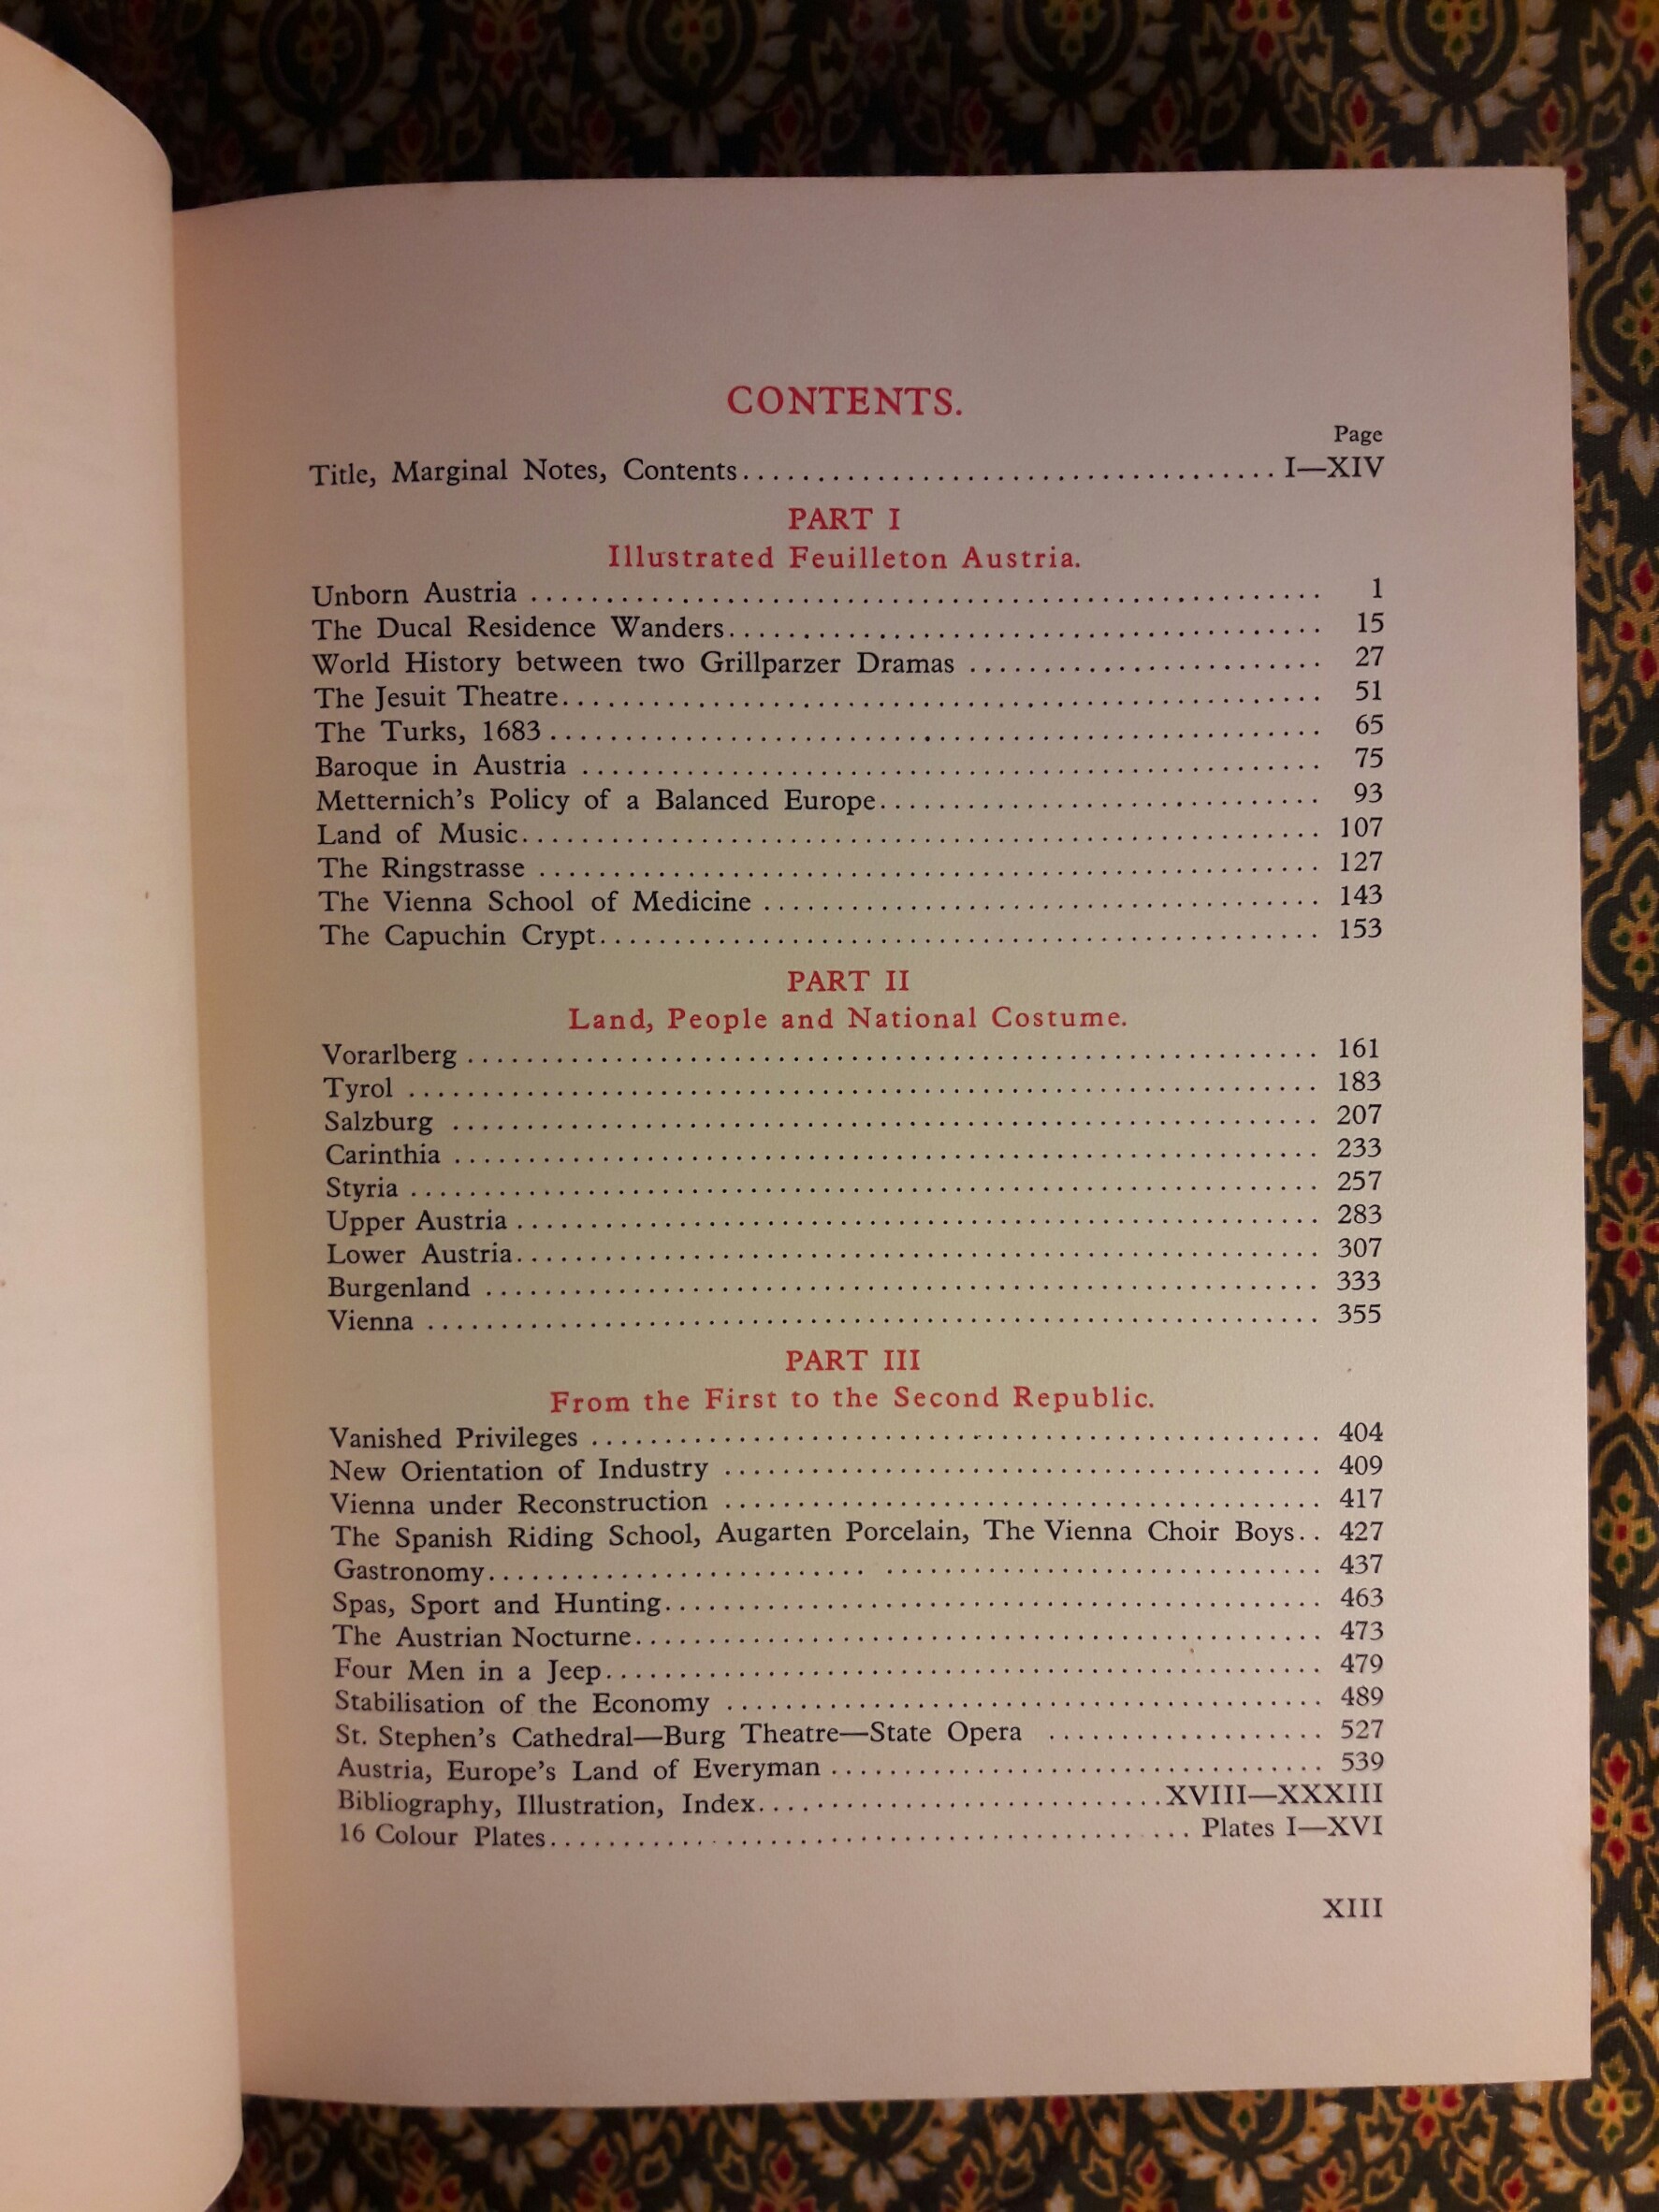 CONTENTS.
Page
Title, Marginal Notes, Contents........................................I—XIV
PART I
Illustrated Feuilleton Austria.
Unborn Austria ........................................ 1
The Ducal Residence Wanders........................................ 15
World History between two Grillparzer Dramas ........................ 27
The Jesuit Theatre........................................ 51
The Turks, 1683........................................ 65
Baroque in Austria ........................................ 75
Metternich's Policy of a Balanced Europe.............................. 93
Land of Music........................................ 107
The Ringstrasse ........................................ 127
The Vienna School of Medicine ........................................ 143
The Capuchin Crypt........................................ 153
PART II
Land, People and National Costume.
Vorarlberg ........................................ 161
Tyrol ........................................ 183
Salzburg ........................................ 207
Carinthia ........................................ 233
Styria ........................................ 257
Upper Austria ........................................ 283
Lower Austria........................................ 307
Burgenland ........................................ 333
Vienna ........................................ 355
PART III
From the First to the Second Republic.
Vanished Privileges ........................................ 404
New Orientation of Industry ........................................ 409
Vienna under Reconstruction ........................................ 417
The Spanish Riding School, Augarten Porcelain, The Vienna Choir Boys.. 427
Gastronomy........................................ 437
Spas, Sport and Hunting........................................ 463
The Austrian Nocturne........................................ 473
Four Men in a Jeep........................................ 479
Stabilisation of the Economy ........................................ 489
St. Stephen's Cathedral—Burg Theatre—State Opera ................... 527
Austria, Europe's Land of Everyman .................................. 539
Bibliography, Illustration, Index............................XVIII—XXXIII
16 Colour Plates........................................ Plates I—XVI
XIII